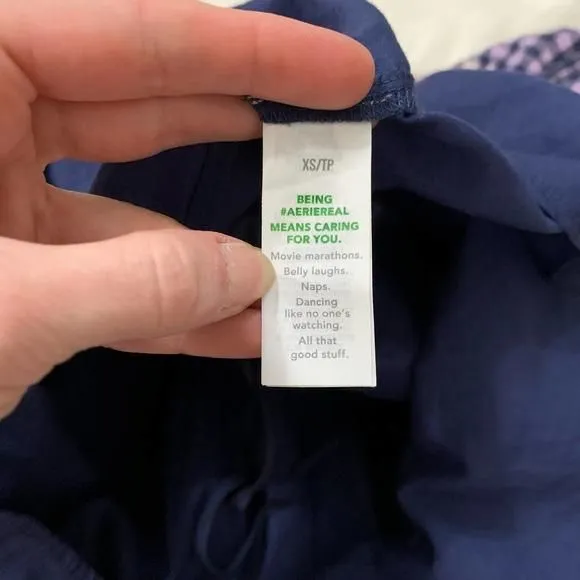 XS/TP
BEING
#AERIEREAL
MEANS CARING
FOR YOU.
Movie marathons.
Belly laughs.
Naps.
Dancing
like no one's
watching.
All that
good stuff.